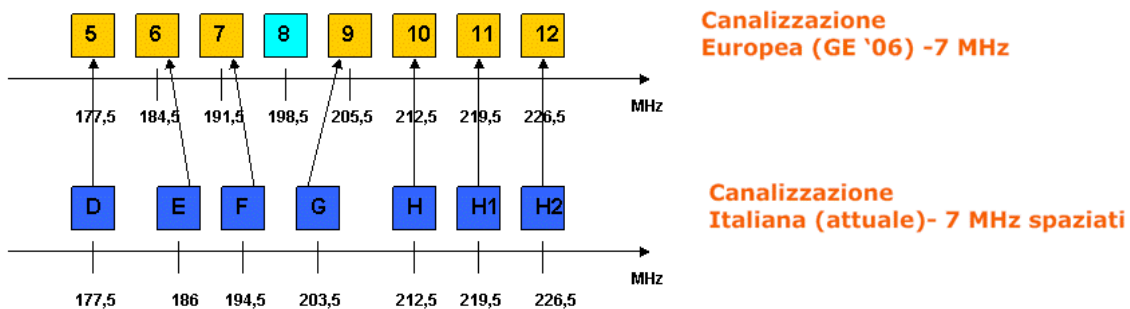 5 6 7 8 9 10 11 12
Canalizzazione
Europea (GE ‘06) -7 MHz
MHz
177,5 184,5 191,5 198,5 205,5 212,5 219,5 226,5
D E F G H H1 H2
Canalizzazione
Italiana (attuale)- 7 MHz spaziati
MHz
177,5 186 194,5 203,5 212,5 219,5 226,5